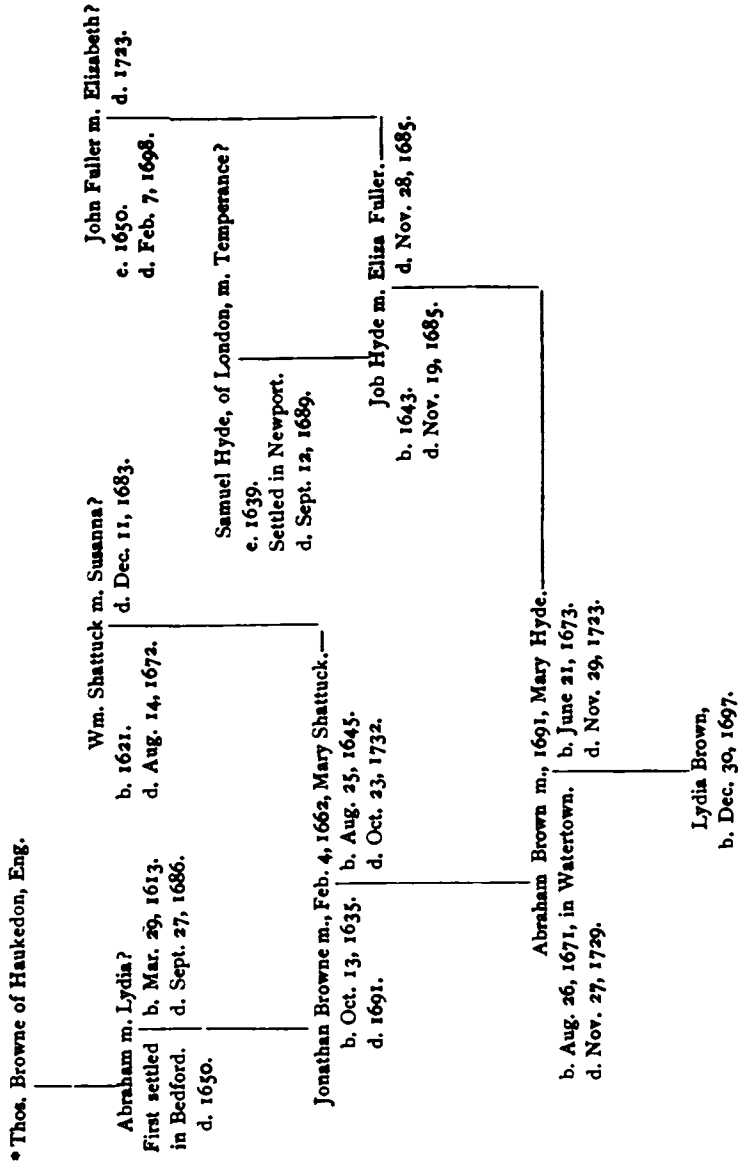 * Thos. Browne of Haukedon, Eng.
Abraham m. Lydia?
First settled b. Mar. 29, 1613.
in Bedford. d. Sept. 27, 1686.
d. 1650.
Wm. Shattuck m. Susanna?
b. 1621. d. Dec. 11, 1683.
d. Aug. 14, 1672.
John Fuller m. Elizabeth?
e. 1650. d. 1723.
d. Feb. 7, 1698.
Samuel Hyde, of London, m. Temperance?
e. 1639.
Settled in Newport.
d. Sept. 12, 1689.
Jonathan Browne m., Feb. 4, 1662, Mary Shattuck.
b. Oct. 13, 1635. b. Aug. 25, 1645.
d. 1691. d. Oct. 23, 1732.
Job Hyde m. Eliza Fuller.
b. 1643. d. Nov. 28, 1685.
d. Nov. 19, 1685.
Abraham Brown m., 1691, Mary Hyde.
b. Aug. 26, 1671, in Watertown. b. June 21, 1673.
d. Nov. 27, 1729. d. Nov. 29, 1723.
Lydia Brown,
b. Dec. 30, 1697.